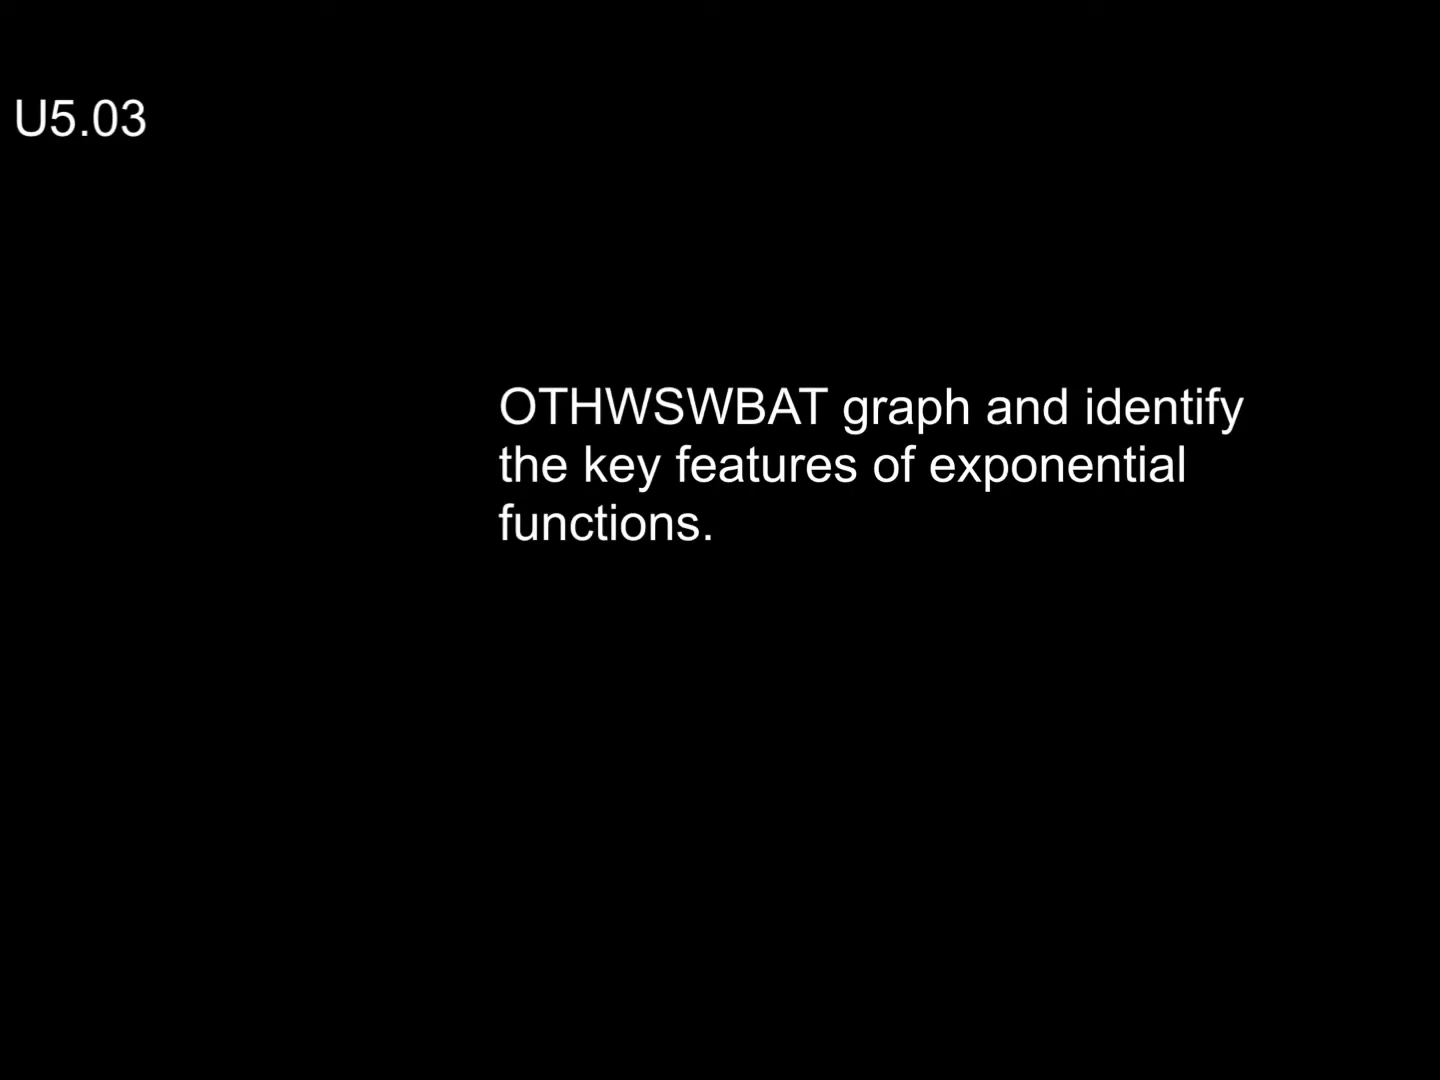 U5.03
OTHWSWBAT graph and identify
the key features of exponential
functions.